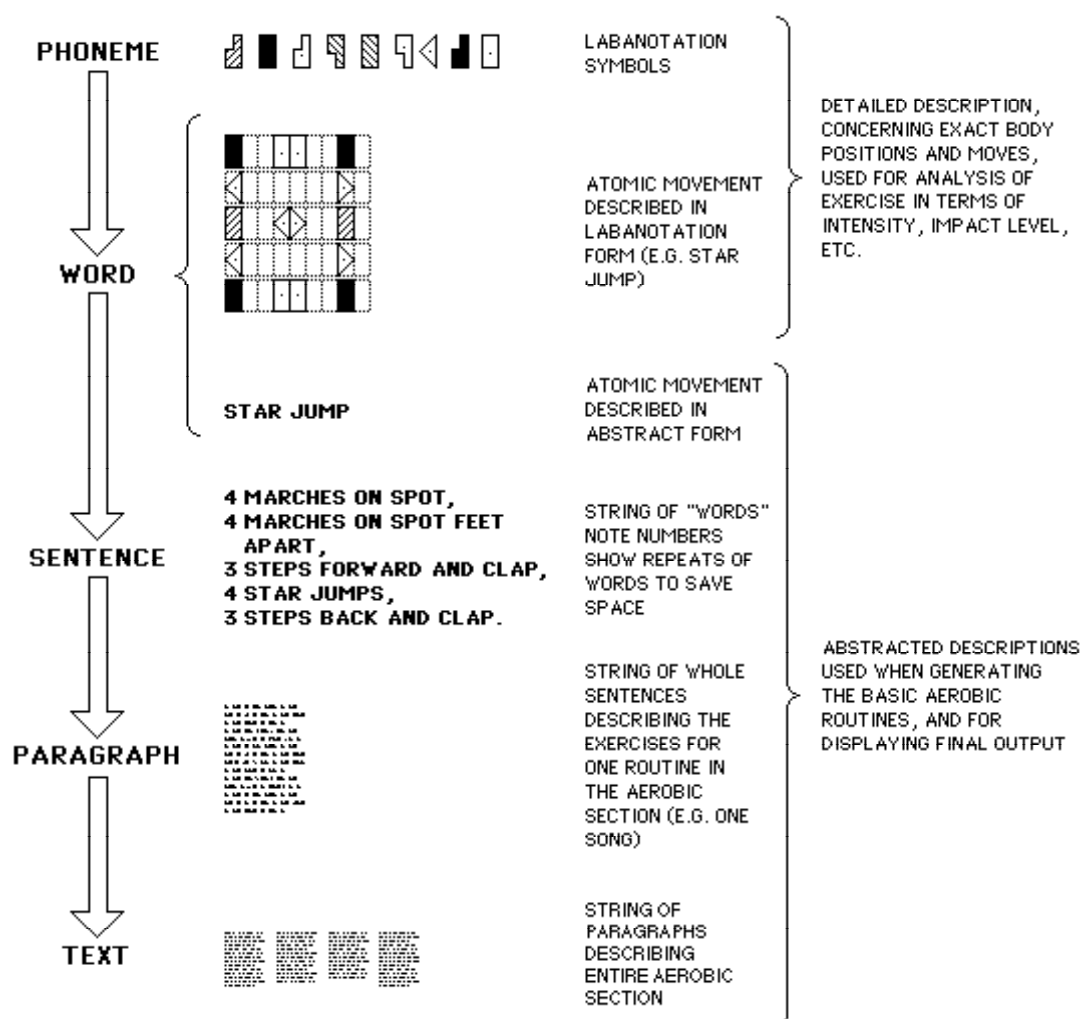 PHONEME
LABANOTATION
SYMBOLS
DETAILED DESCRIPTION,
CONCERNING EXACT BODY
POSITIONS AND MOVES,
USED FOR ANALYSIS OF
EXERCISE IN TERMS OF
INTENSITY, IMPACT LEVEL,
ETC.
WORD
ATOMIC MOVEMENT
DESCRIBED IN
LABANOTATION
FORM (E.G. STAR
JUMP)
STAR JUMP
ATOMIC MOVEMENT
DESCRIBED IN
ABSTRACT FORM
SENTENCE
4 MARCHES ON SPOT,
4 MARCHES ON SPOT FEET
APART,
3 STEPS FORWARD AND CLAP,
4 STAR JUMPS,
3 STEPS BACK AND CLAP.
STRING OF "WORDS"
NOTE NUMBERS
SHOW REPEATS OF
WORDS TO SAVE
SPACE
ABSTRACTED DESCRIPTIONS
USED WHEN GENERATING
THE BASIC AEROBIC
ROUTINES, AND FOR
DISPLAYING FINAL OUTPUT
PARAGRAPH
STRING OF WHOLE
SENTENCES
DESCRIBING THE
EXERCISES FOR
ONE ROUTINE IN
THE AEROBIC
SECTION (E.G. ONE
SONG)
TEXT
STRING OF
PARAGRAPHS
DESCRIBING
ENTIRE AEROBIC
SECTION